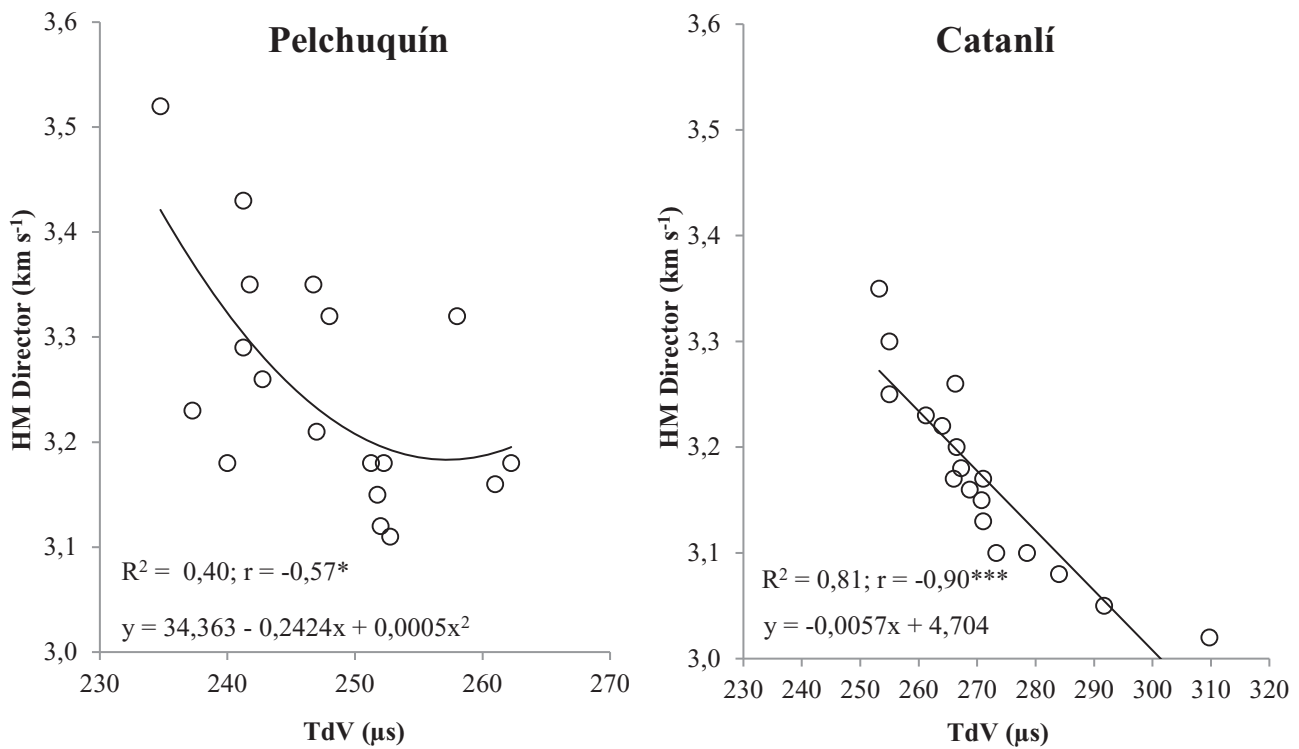 Pelchuquín
3,6
3,5
3,4
3,3
3,2
3,1
3,0
HM Director (km s⁻¹)
R² = 0,40; r = -0,57*
y = 34,363 - 0,2424x + 0,0005x²
230 240 250 260 270
TdV (µs)
Catanlí
3,6
3,5
3,4
3,3
3,2
3,1
3,0
HM Director (km s⁻¹)
R² = 0,81; r = -0,90***
y = -0,0057x + 4,704
230 240 250 260 270 280 290 300 310 320
TdV (µs)